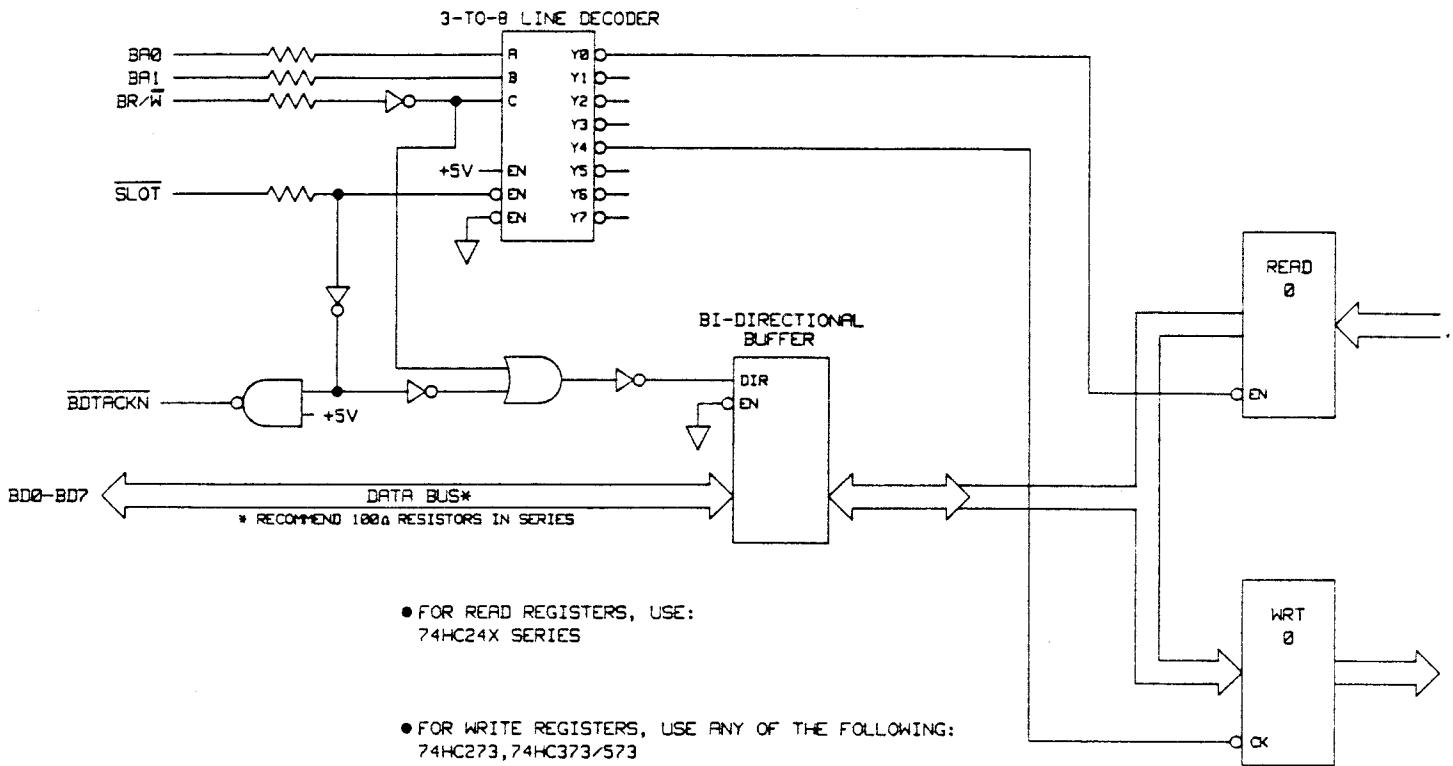 3-TO-8 LINE DECODER
BA0
BA1
BR/W̅
S̅L̅O̅T̅
A
B
C
+5V
EN
EN
EN
Y0
Y1
Y2
Y3
Y4
Y5
Y6
Y7
READ
0
EN
BI-DIRECTIONAL
BUFFER
DIR
EN
B̅D̅T̅A̅C̅K̅N̅
+5V
BD0-BD7
DATA BUS*
* RECOMMEND 100Ω RESISTORS IN SERIES
WRT
0
CK
● FOR READ REGISTERS, USE:
74HC24X SERIES
● FOR WRITE REGISTERS, USE ANY OF THE FOLLOWING:
74HC273,74HC373/573